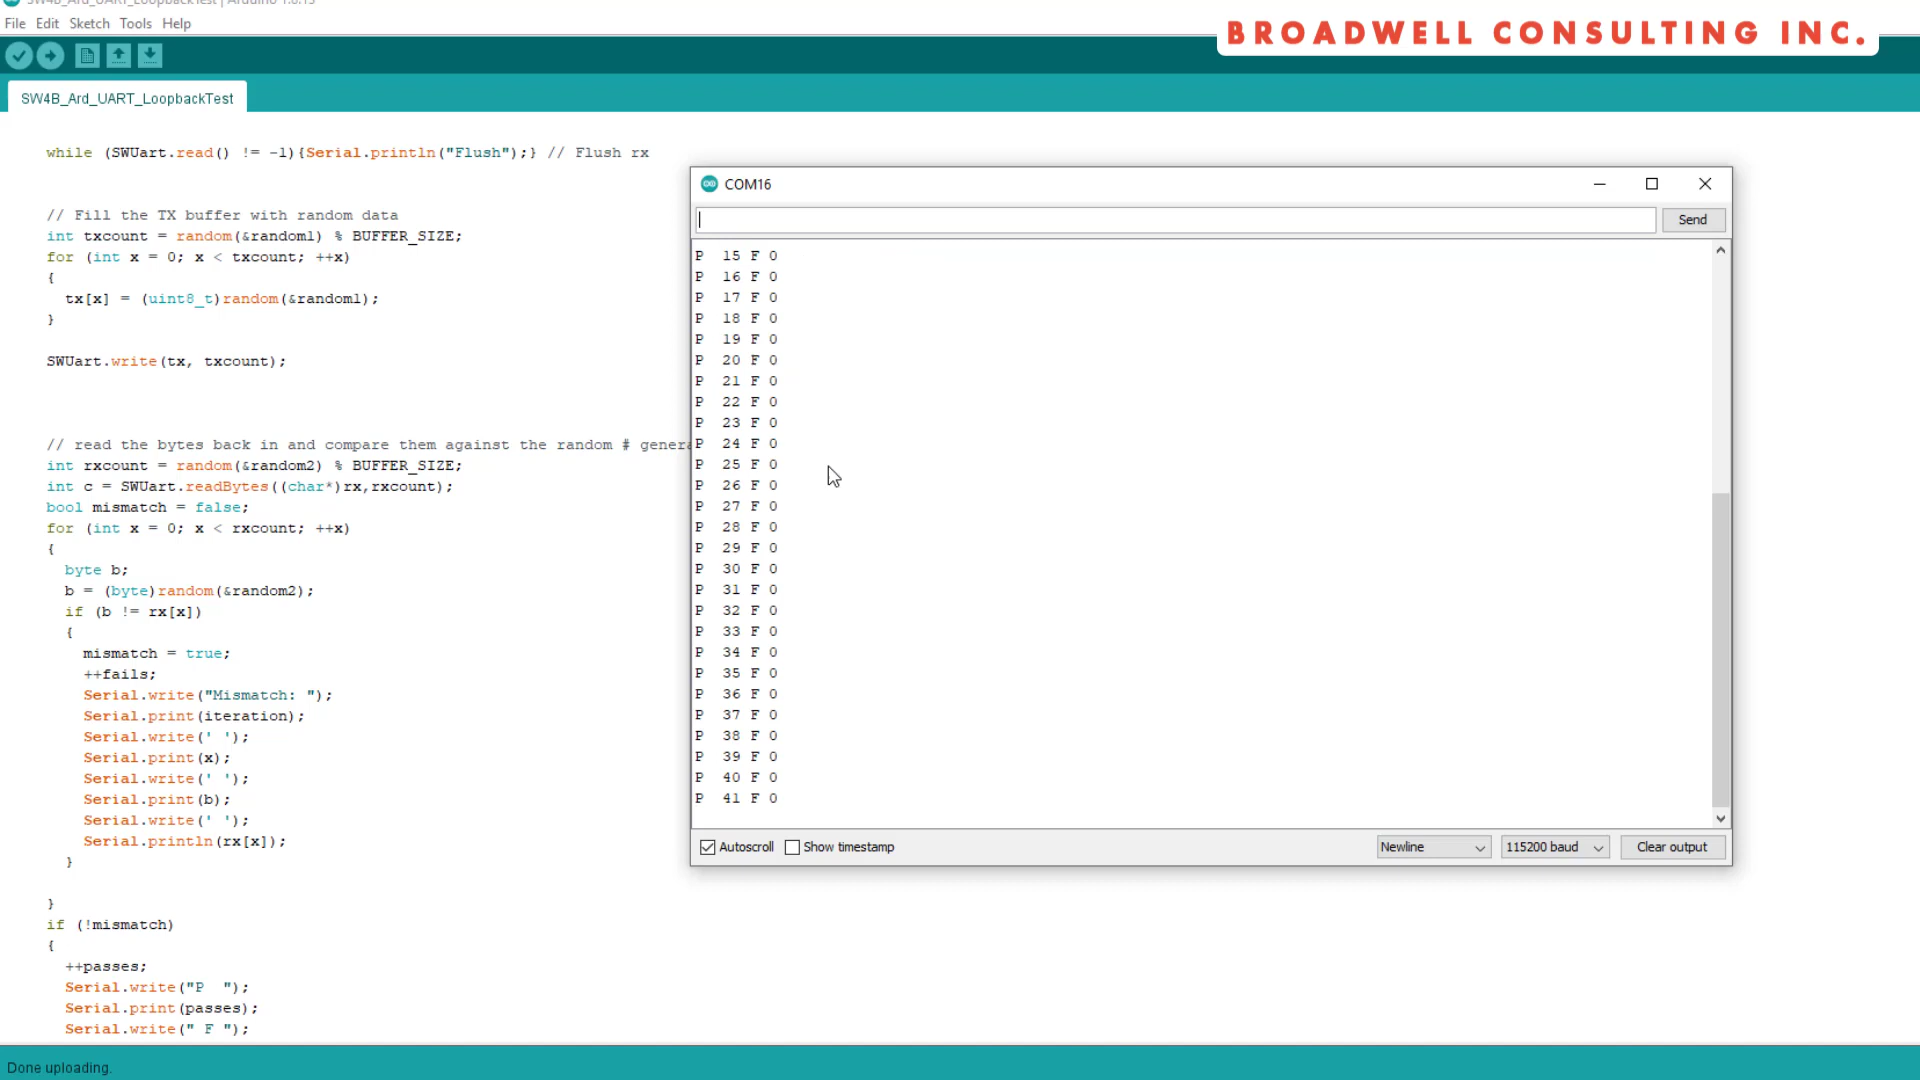 SW4B_Ard_UART_LoopbackTest | Arduino 1.8.13
File Edit Sketch Tools Help
BROADWELL CONSULTING INC.
SW4B_Ard_UART_LoopbackTest
while (SWUart.read() != -1){Serial.println("Flush");} // Flush rx
// Fill the TX buffer with random data
int txcount = random(&random1) % BUFFER_SIZE;
for (int x = 0; x < txcount; ++x)
{
tx[x] = (uint8_t)random(&random1);
}
SWUart.write(tx, txcount);
// read the bytes back in and compare them against the random # genera
int rxcount = random(&random2) % BUFFER_SIZE;
int c = SWUart.readBytes((char*)rx,rxcount);
bool mismatch = false;
for (int x = 0; x < rxcount; ++x)
{
byte b;
b = (byte)random(&random2);
if (b != rx[x])
{
mismatch = true;
++fails;
Serial.write("Mismatch: ");
Serial.print(iteration);
Serial.write(' ');
Serial.print(x);
Serial.write(' ');
Serial.print(b);
Serial.write(' ');
Serial.println(rx[x]);
}
}
if (!mismatch)
{
++passes;
Serial.write("P  ");
Serial.print(passes);
Serial.write(" F ");
Done uploading.
COM16
Send
P  15 F 0
P  16 F 0
P  17 F 0
P  18 F 0
P  19 F 0
P  20 F 0
P  21 F 0
P  22 F 0
P  23 F 0
P  24 F 0
P  25 F 0
P  26 F 0
P  27 F 0
P  28 F 0
P  29 F 0
P  30 F 0
P  31 F 0
P  32 F 0
P  33 F 0
P  34 F 0
P  35 F 0
P  36 F 0
P  37 F 0
P  38 F 0
P  39 F 0
P  40 F 0
P  41 F 0
Autoscroll Show timestamp Newline 115200 baud Clear output